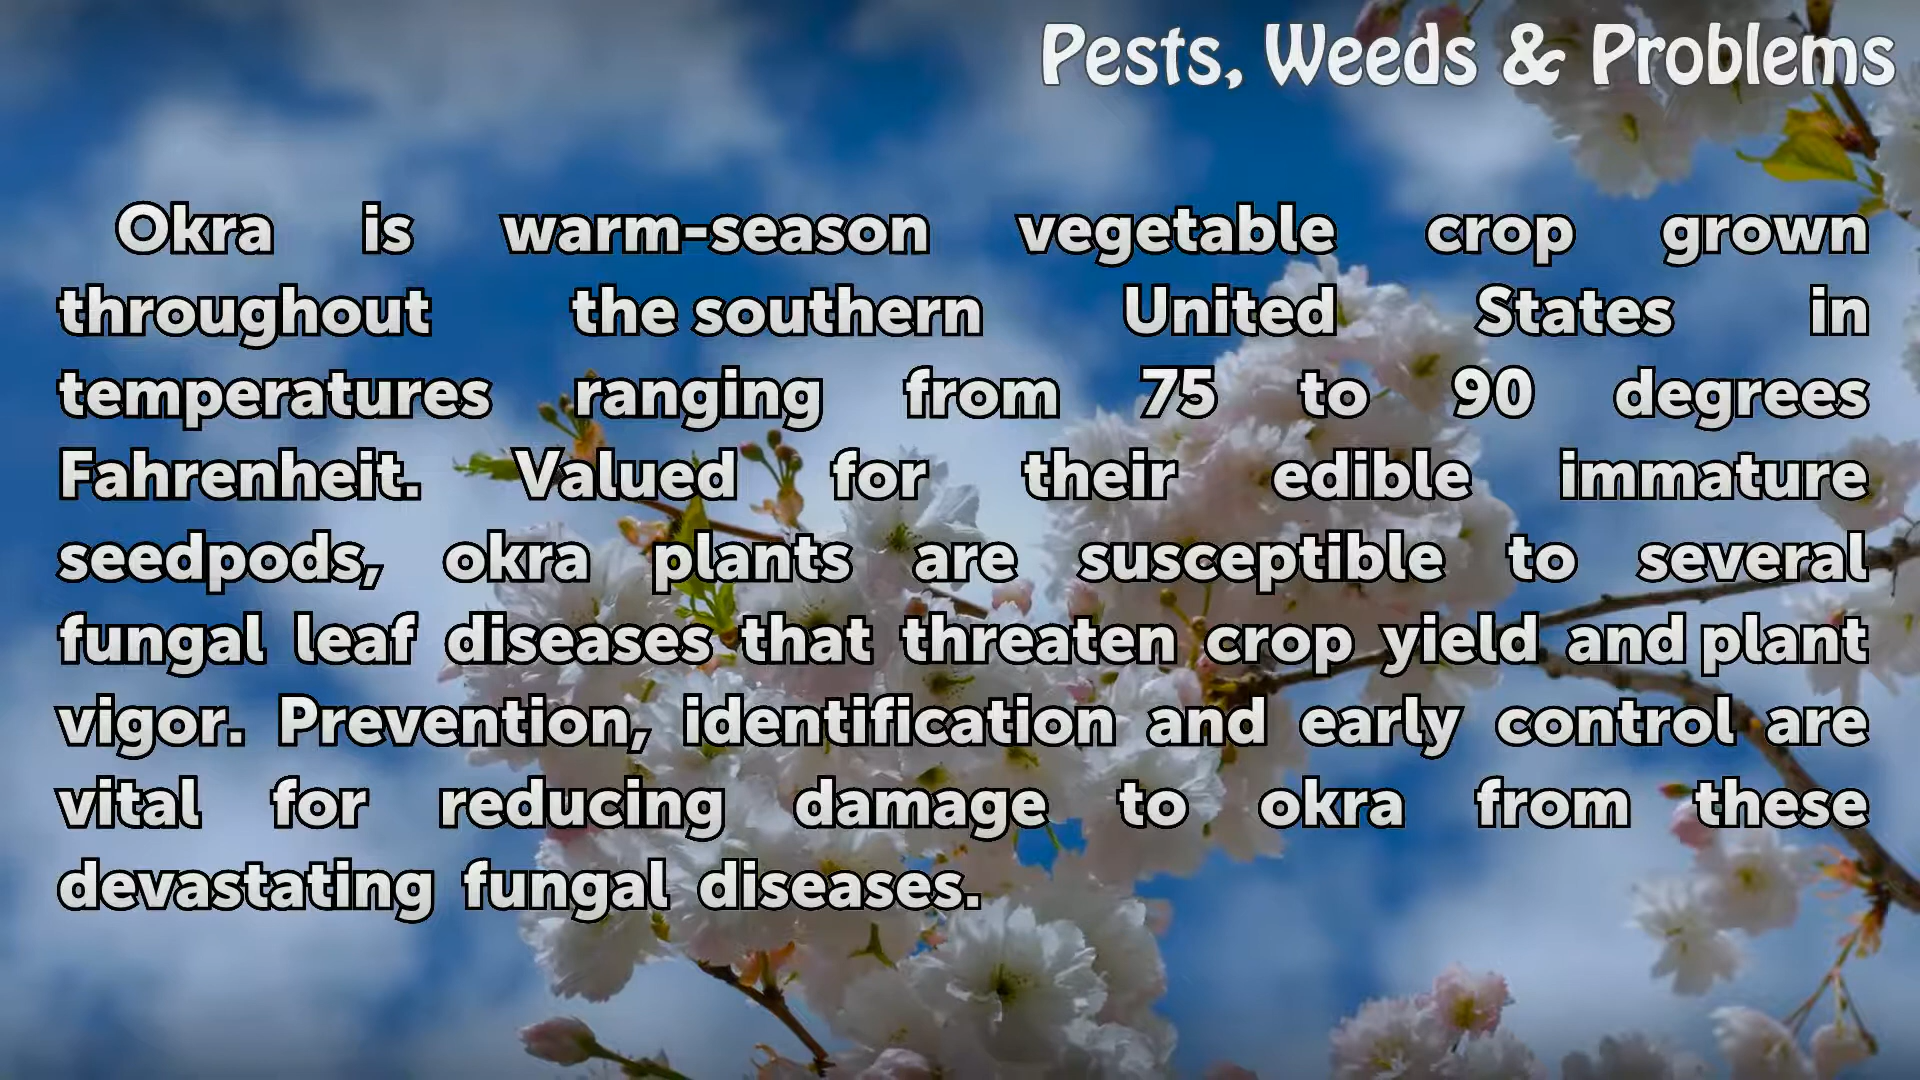 Pests, Weeds & Problems
Okra is warm-season vegetable crop grown
throughout the southern United States in
temperatures ranging from 75 to 90 degrees
Fahrenheit. Valued for their edible immature
seedpods, okra plants are susceptible to several
fungal leaf diseases that threaten crop yield and plant
vigor. Prevention, identification and early control are
vital for reducing damage to okra from these
devastating fungal diseases.